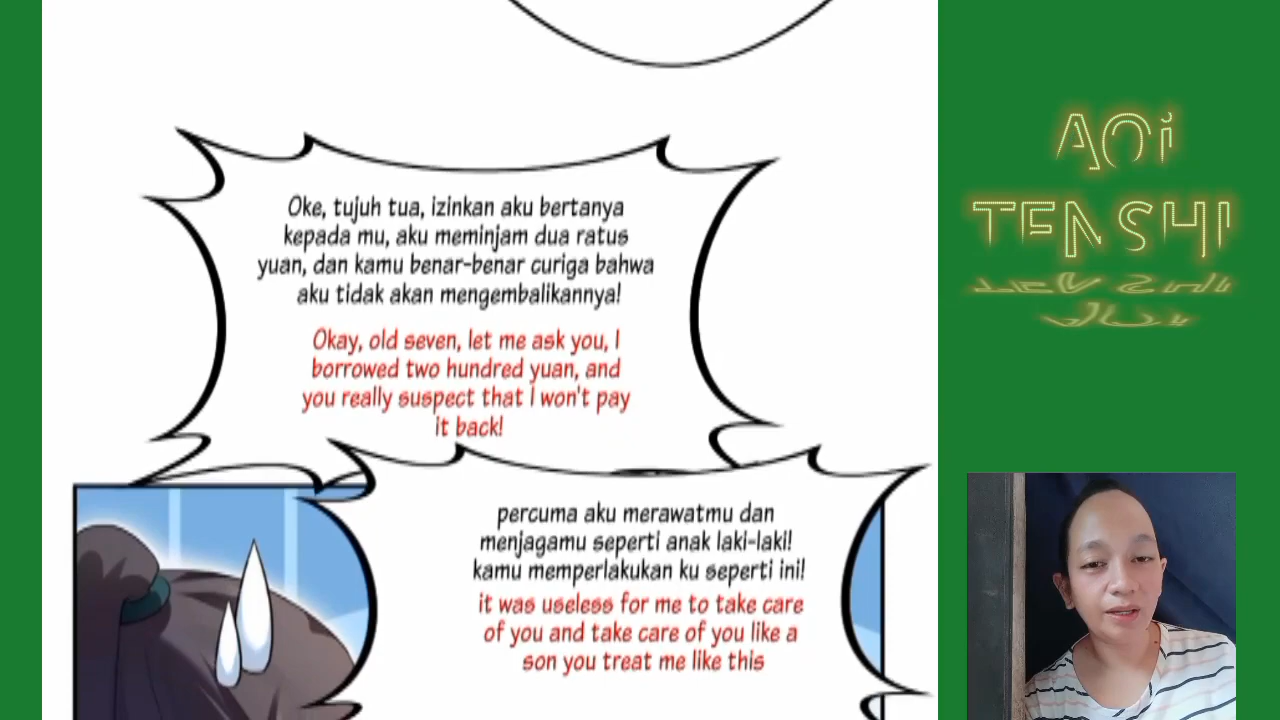 Oke, tujuh tua, izinkan aku bertanya
kepada mu, aku meminjam dua ratus
yuan, dan kamu benar-benar curiga bahwa
aku tidak akan mengembalikannya!
Okay, old seven, let me ask you, I
borrowed two hundred yuan, and
you really suspect that I won't pay
it back!
percuma aku merawatmu dan
menjagamu seperti anak laki-laki!
kamu memperlakukan ku seperti ini!
it was useless for me to take care
of you and take care of you like a
son you treat me like this
AOi
TENSHI